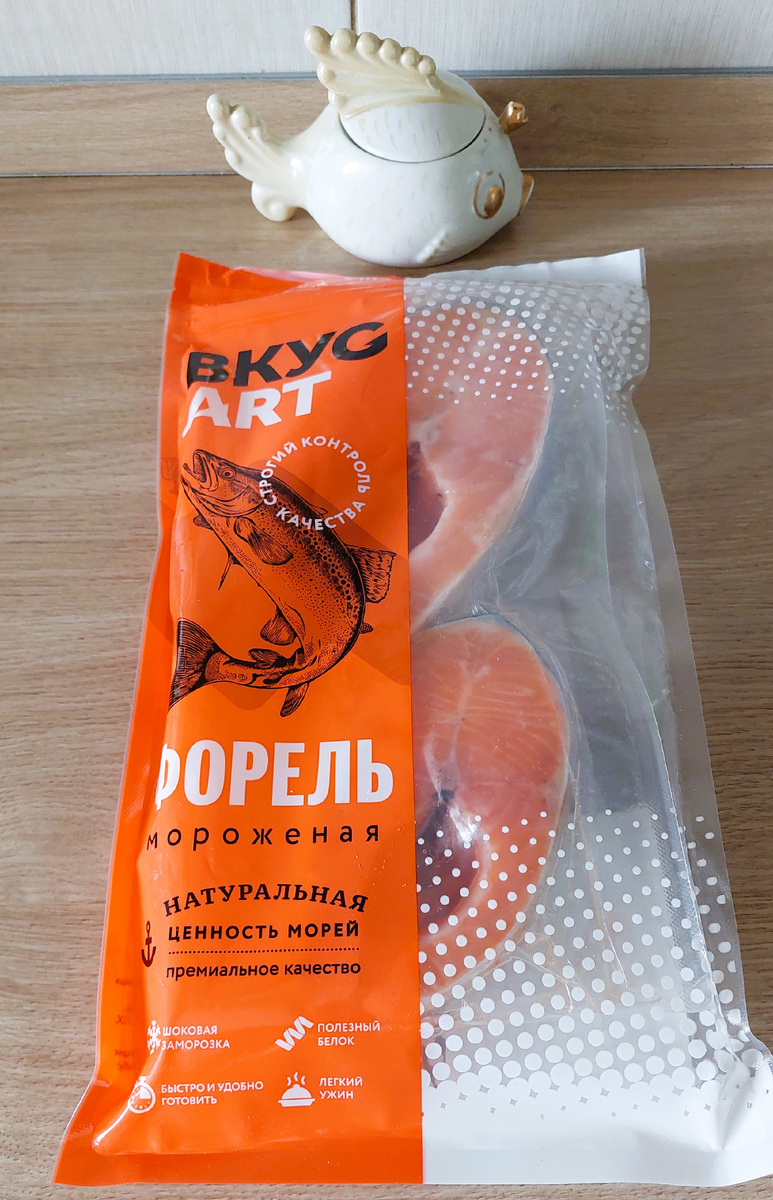 ВКУС
ART
СТРОГИЙ КОНТРОЛЬ
КАЧЕСТВА
ФОРЕЛЬ
мороженая
НАТУРАЛЬНАЯ
ЦЕННОСТЬ МОРЕЙ
премиальное качество
ШОКОВАЯ
ЗАМОРОЗКА
ПОЛЕЗНЫЙ
БЕЛОК
БЫСТРО И УДОБНО
ГОТОВИТЬ
ЛЕГКИЙ
УЖИН